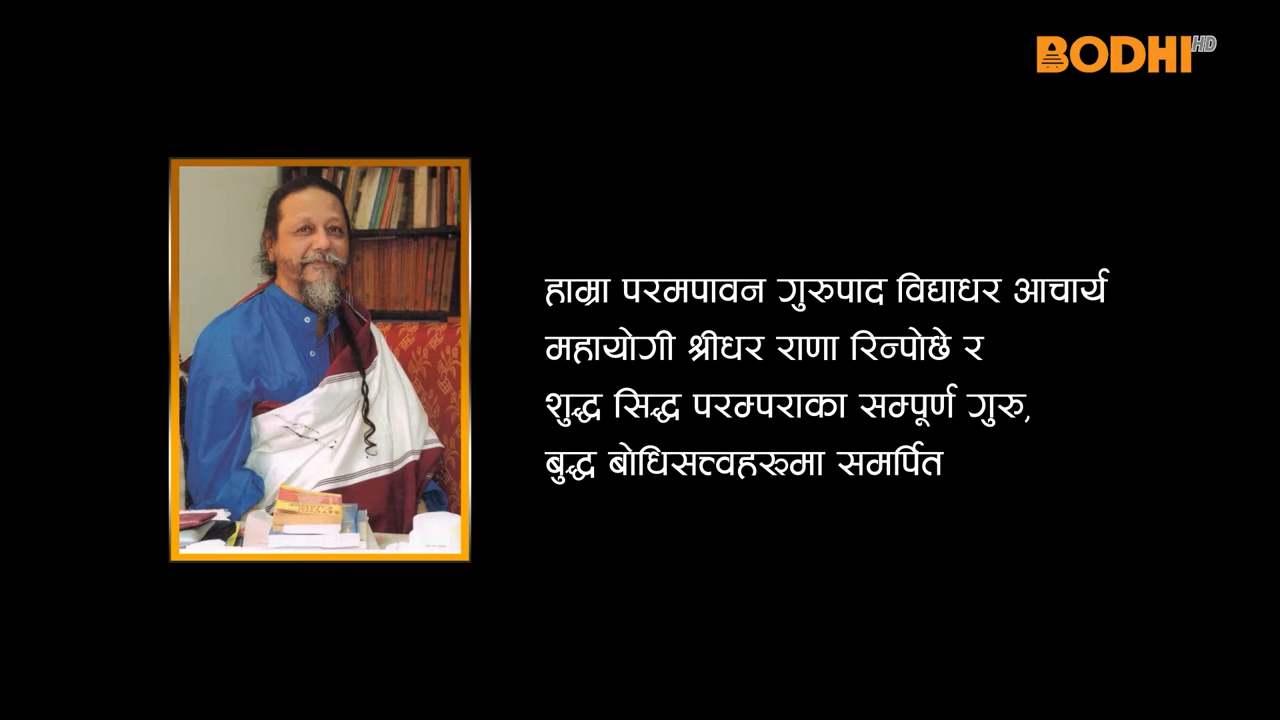 BODHI HD
हाम्रा परमपावन गुरुपाद विद्याधर आचार्य
महायोगी श्रीधर राणा रिन्पोछे र
शुद्ध सिद्ध परम्पराका सम्पूर्ण गुरु,
बुद्ध बोधिसत्त्वहरुमा समर्पित